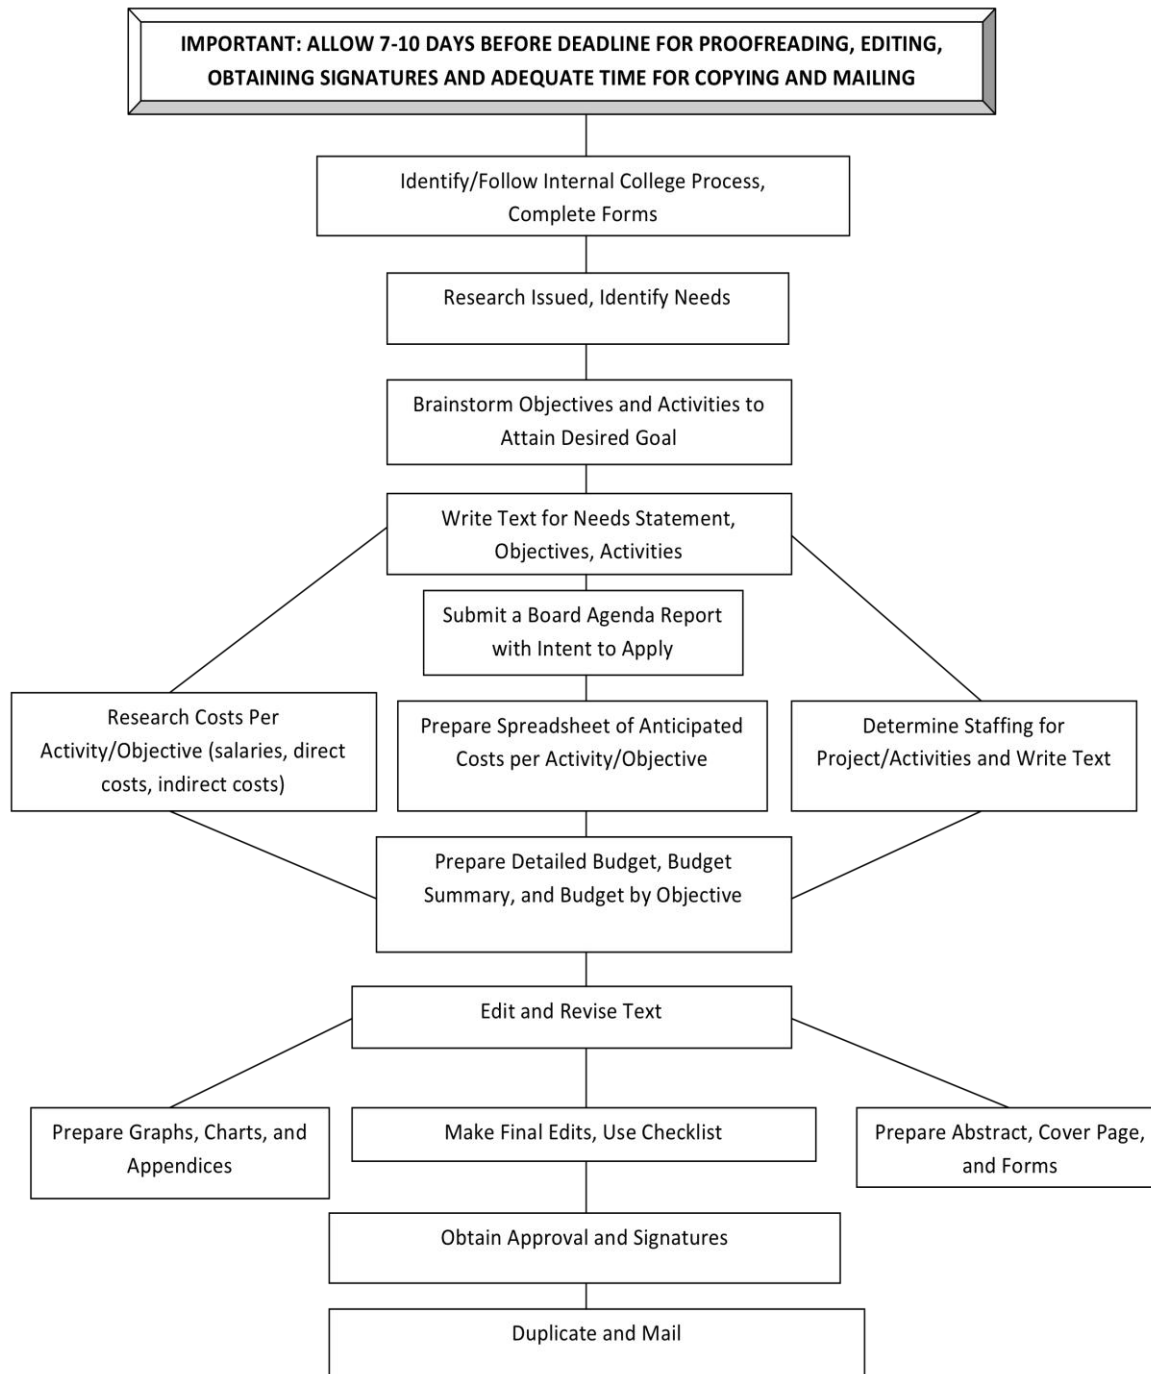 IMPORTANT: ALLOW 7-10 DAYS BEFORE DEADLINE FOR PROOFREADING, EDITING,
OBTAINING SIGNATURES AND ADEQUATE TIME FOR COPYING AND MAILING
Identify/Follow Internal College Process,
Complete Forms
Research Issued, Identify Needs
Brainstorm Objectives and Activities to
Attain Desired Goal
Write Text for Needs Statement,
Objectives, Activities
Submit a Board Agenda Report
with Intent to Apply
Research Costs Per
Activity/Objective (salaries, direct
costs, indirect costs)
Prepare Spreadsheet of Anticipated
Costs per Activity/Objective
Determine Staffing for
Project/Activities and Write Text
Prepare Detailed Budget, Budget
Summary, and Budget by Objective
Edit and Revise Text
Prepare Graphs, Charts, and
Appendices
Make Final Edits, Use Checklist
Prepare Abstract, Cover Page,
and Forms
Obtain Approval and Signatures
Duplicate and Mail